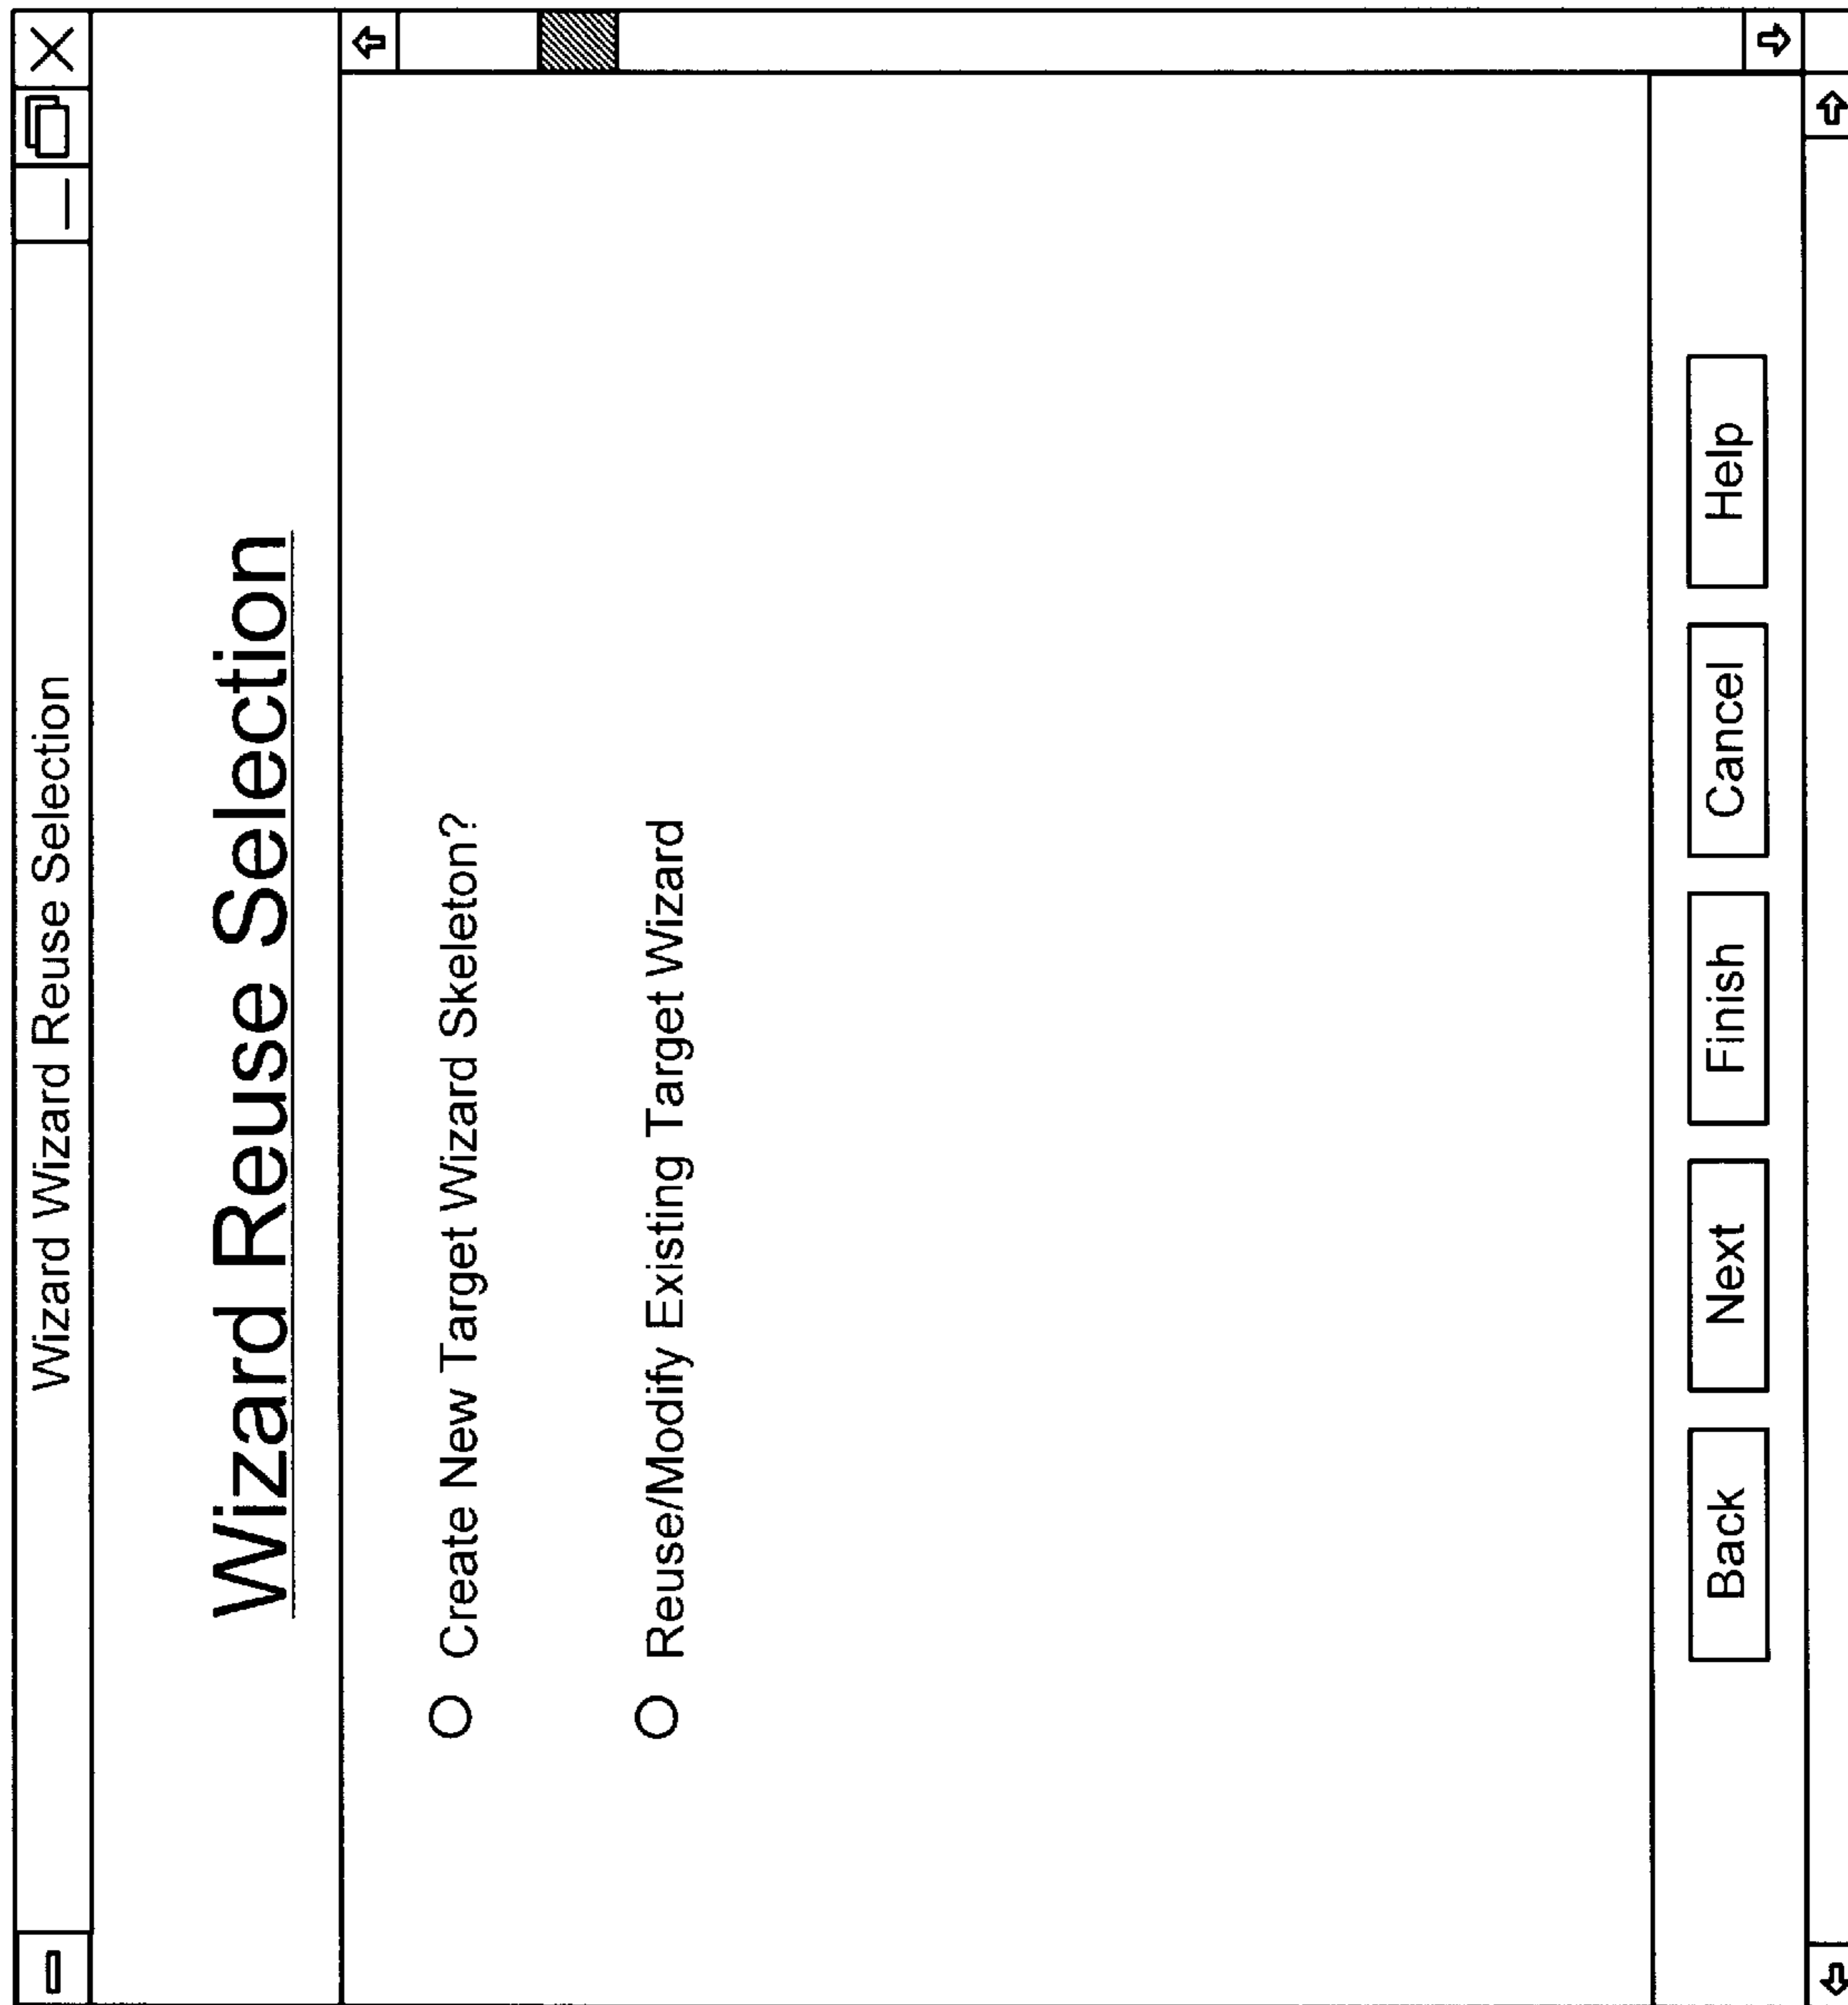 Wizard Wizard Reuse Selection
Wizard Reuse Selection
Create New Target Wizard Skeleton?
Reuse/Modify Existing Target Wizard
Back Next Finish Cancel Help